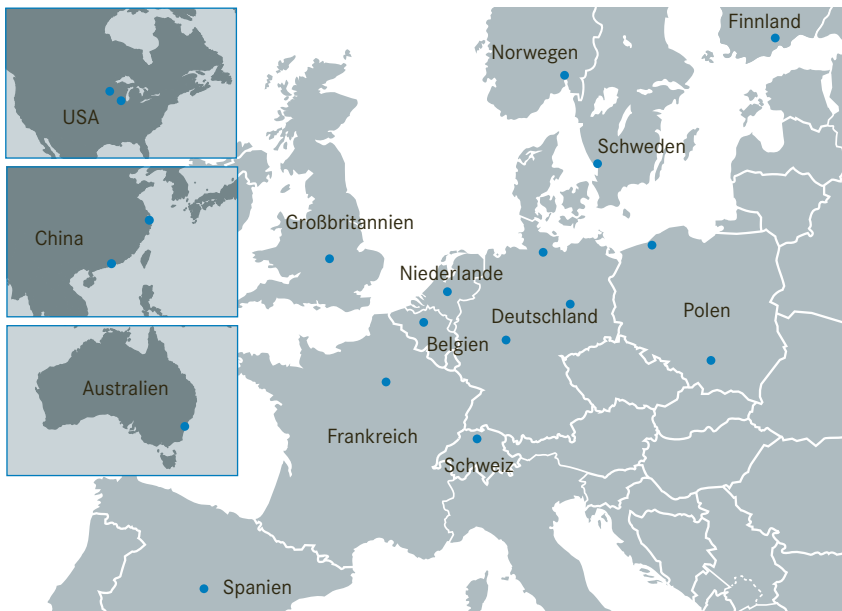 Finnland
Norwegen
USA
Schweden
Großbritannien
China
Niederlande
Deutschland
Polen
Belgien
Australien
Frankreich
Schweiz
Spanien